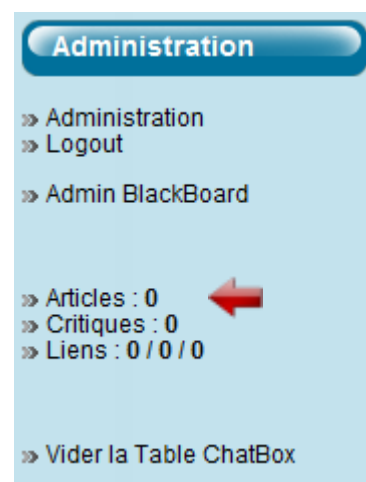 Administration
» Administration
» Logout
» Admin BlackBoard
» Articles : 0
» Critiques : 0
» Liens : 0 / 0 / 0
» Vider la Table ChatBox